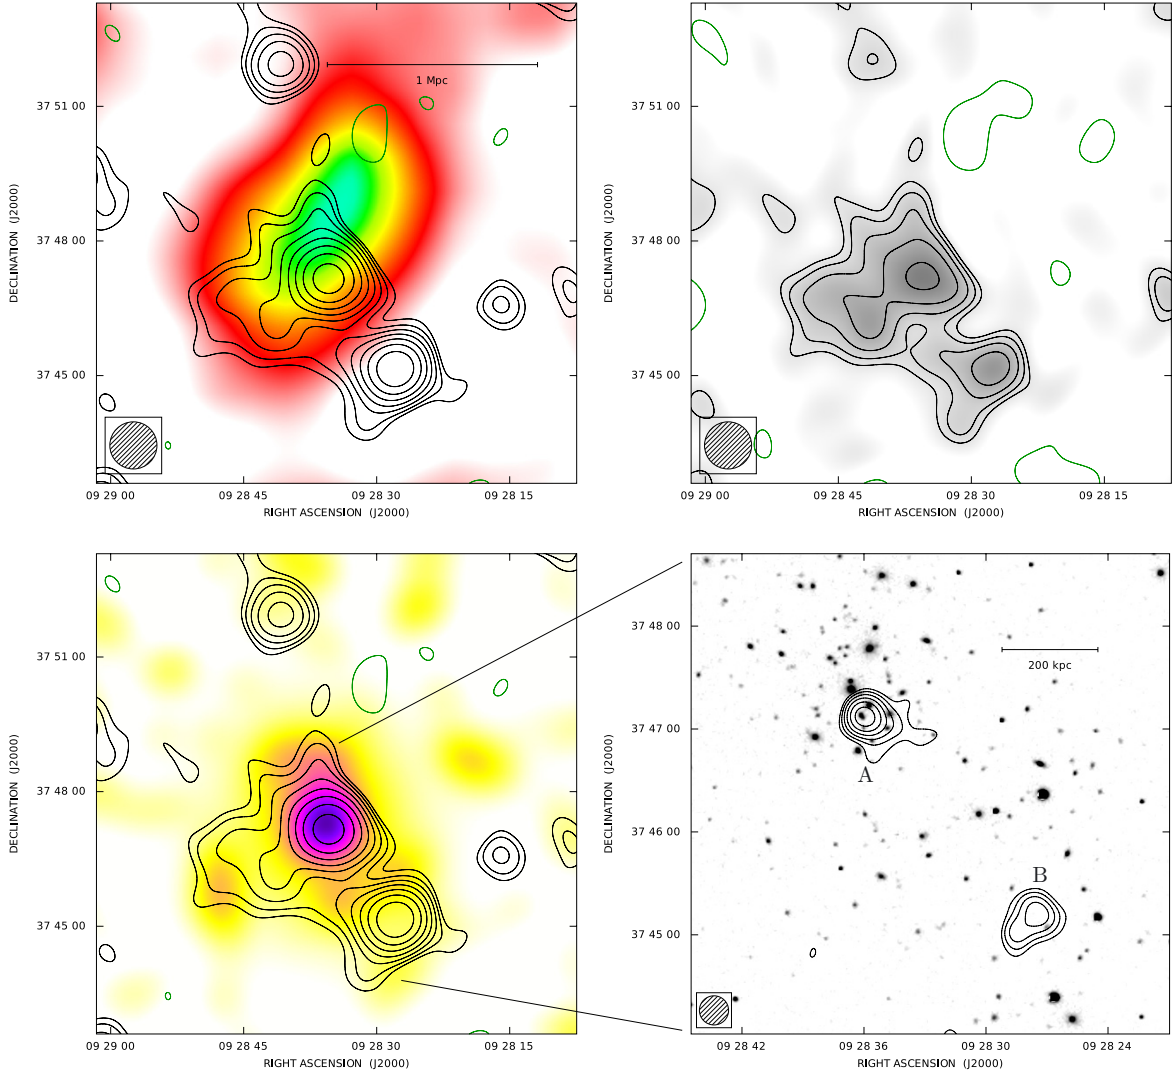 1 Mpc
37 51 00
37 48 00
37 45 00
DECLINATION (J2000)
09 29 00
09 28 45
09 28 30
09 28 15
RIGHT ASCENSION (J2000)
37 51 00
37 48 00
37 45 00
DECLINATION (J2000)
09 29 00
09 28 45
09 28 30
09 28 15
RIGHT ASCENSION (J2000)
37 51 00
37 48 00
37 45 00
DECLINATION (J2000)
09 29 00
09 28 45
09 28 30
09 28 15
RIGHT ASCENSION (J2000)
200 kpc
A
B
37 48 00
37 47 00
37 46 00
37 45 00
DECLINATION (J2000)
09 28 42
09 28 36
09 28 30
09 28 24
RIGHT ASCENSION (J2000)